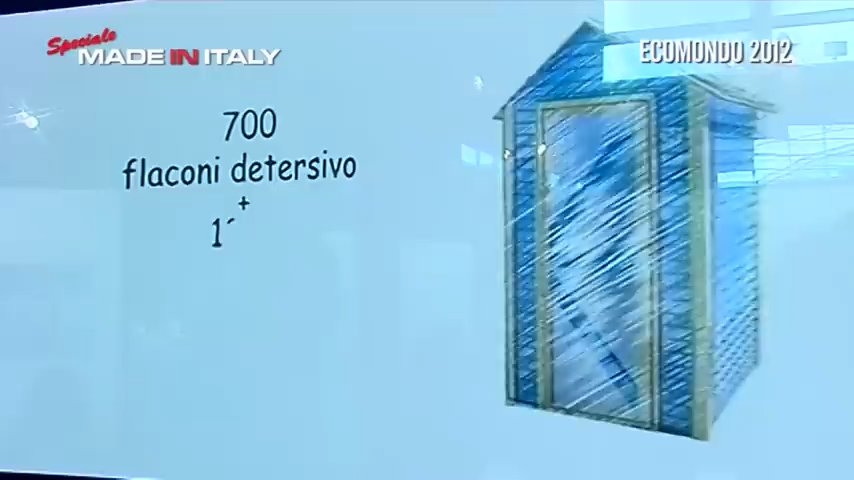 Speciale
MADE IN ITALY
ECOMONDO 2012
700
flaconi detersivo
+
1´